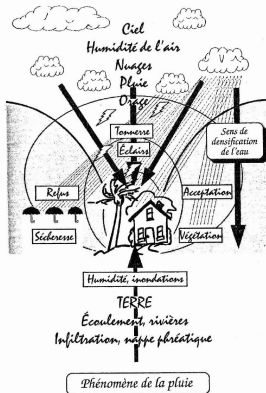 Ciel
Humidité de l'air
Nuages
Pluie
Orage
Tonnerre
Éclairs
Sens de
densification
de l'eau
Refus
Acceptation
Sécheresse
Végétation
Humidité, inondations
TERRE
Écoulement, rivières
Infiltration, nappe phréatique
Phénomène de la pluie